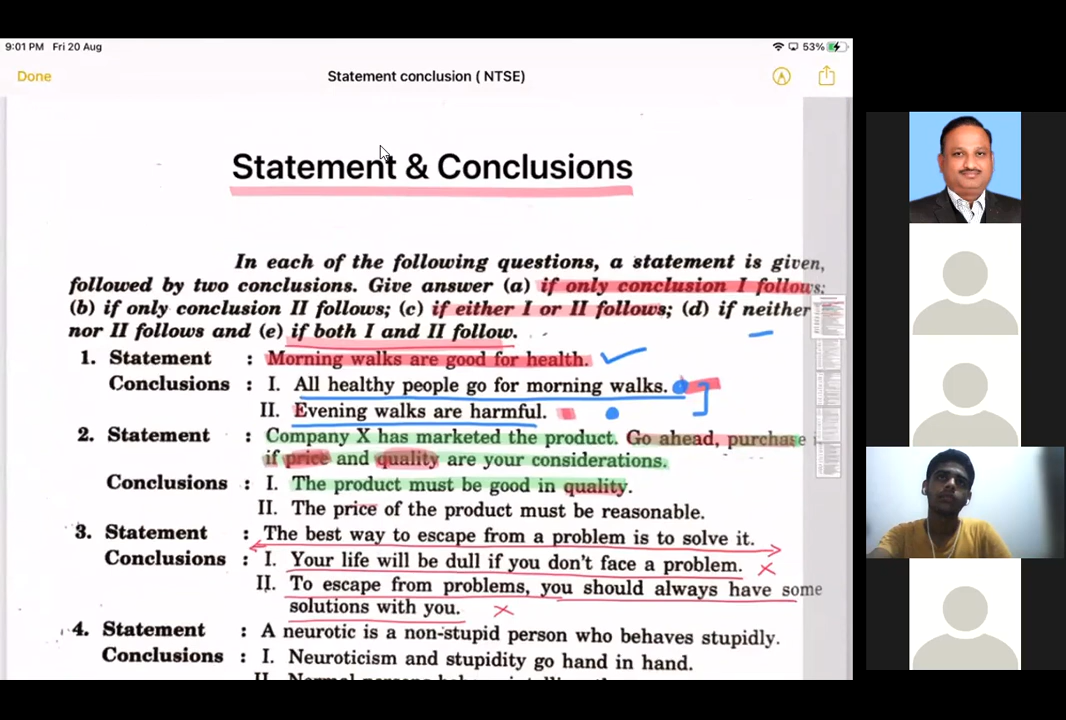 9:01 PM Fri 20 Aug
53%
Done
Statement conclusion ( NTSE)
Statement & Conclusions
In each of the following questions, a statement is given,
followed by two conclusions. Give answer (a) if only conclusion I follows;
(b) if only conclusion II follows; (c) if either I or II follows; (d) if neither
nor II follows and (e) if both I and II follow.
1. Statement : Morning walks are good for health.
Conclusions : I. All healthy people go for morning walks.
II. Evening walks are harmful.
2. Statement : Company X has marketed the product. Go ahead, purchase
if price and quality are your considerations.
Conclusions : I. The product must be good in quality.
II. The price of the product must be reasonable.
3. Statement : The best way to escape from a problem is to solve it.
Conclusions : I. Your life will be dull if you don't face a problem.
II. To escape from problems, you should always have some
solutions with you.
4. Statement : A neurotic is a non-stupid person who behaves stupidly.
Conclusions : I. Neuroticism and stupidity go hand in hand.